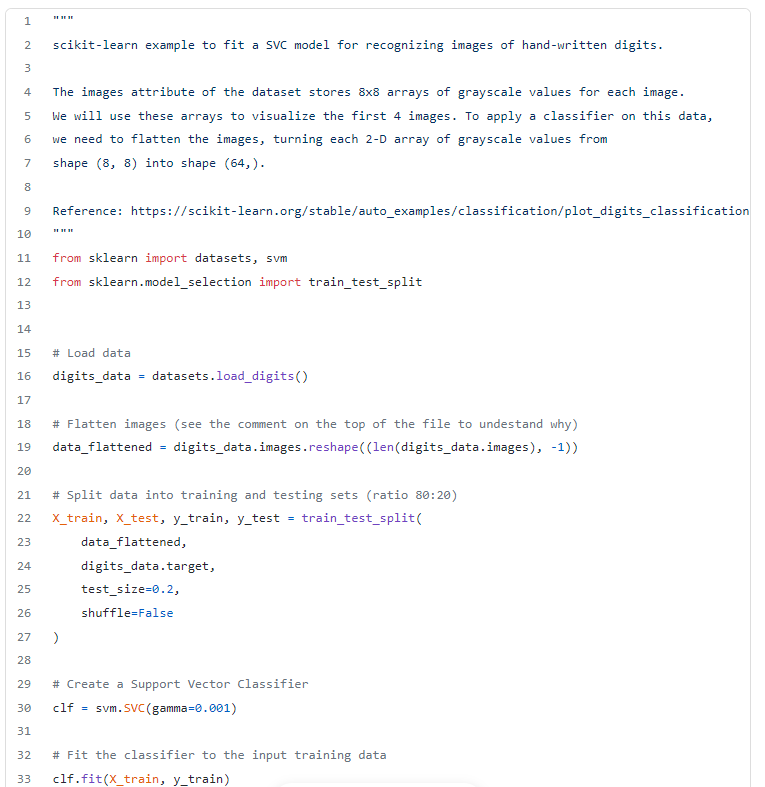 1 """
2 scikit-learn example to fit a SVC model for recognizing images of hand-written digits.
3
4 The images attribute of the dataset stores 8x8 arrays of grayscale values for each image.
5 We will use these arrays to visualize the first 4 images. To apply a classifier on this data,
6 we need to flatten the images, turning each 2-D array of grayscale values from
7 shape (8, 8) into shape (64,).
8
9 Reference: https://scikit-learn.org/stable/auto_examples/classification/plot_digits_classification
10 """
11 from sklearn import datasets, svm
12 from sklearn.model_selection import train_test_split
13
14
15 # Load data
16 digits_data = datasets.load_digits()
17
18 # Flatten images (see the comment on the top of the file to undestand why)
19 data_flattened = digits_data.images.reshape((len(digits_data.images), -1))
20
21 # Split data into training and testing sets (ratio 80:20)
22 X_train, X_test, y_train, y_test = train_test_split(
23     data_flattened,
24     digits_data.target,
25     test_size=0.2,
26     shuffle=False
27 )
28
29 # Create a Support Vector Classifier
30 clf = svm.SVC(gamma=0.001)
31
32 # Fit the classifier to the input training data
33 clf.fit(X_train, y_train)